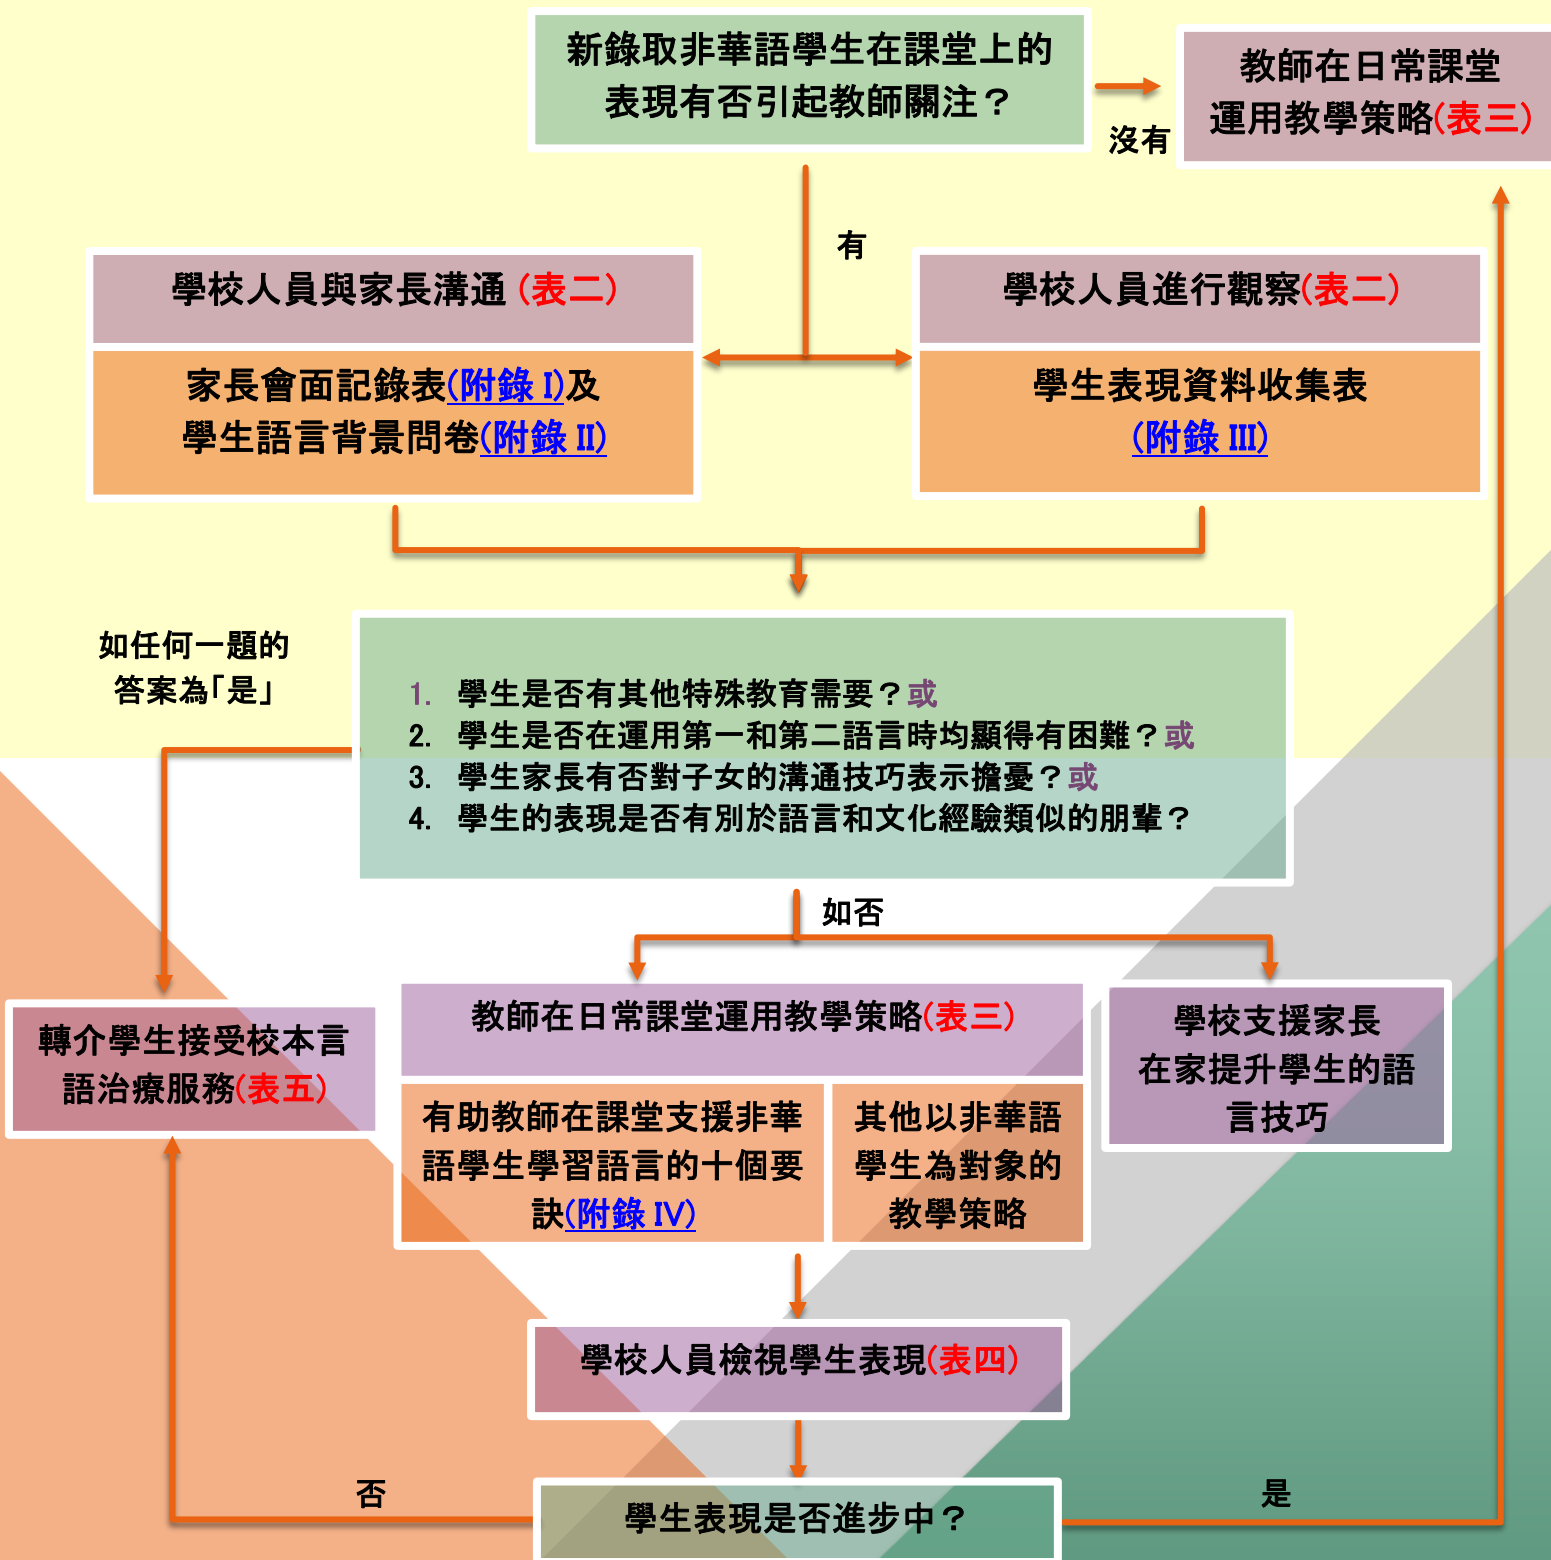 新錄取非華語學生在課堂上的
表現有否引起教師關注？
教師在日常課堂
運用教學策略(表三)
沒有
有
學校人員與家長溝通 (表二)
家長會面記錄表(附錄 I)及
學生語言背景問卷(附錄 II)
學校人員進行觀察(表二)
學生表現資料收集表
(附錄 III)
如任何一題的
答案為「是」
1. 學生是否有其他特殊教育需要？或
2. 學生是否在運用第一和第二語言時均顯得有困難？或
3. 學生家長有否對子女的溝通技巧表示擔憂？或
4. 學生的表現是否有別於語言和文化經驗類似的朋輩？
如否
轉介學生接受校本言
語治療服務(表五)
教師在日常課堂運用教學策略(表三)
有助教師在課堂支援非華
語學生學習語言的十個要
訣(附錄 IV)
其他以非華語
學生為對象的
教學策略
學校支援家長
在家提升學生的語
言技巧
學校人員檢視學生表現(表四)
否
是
學生表現是否進步中？